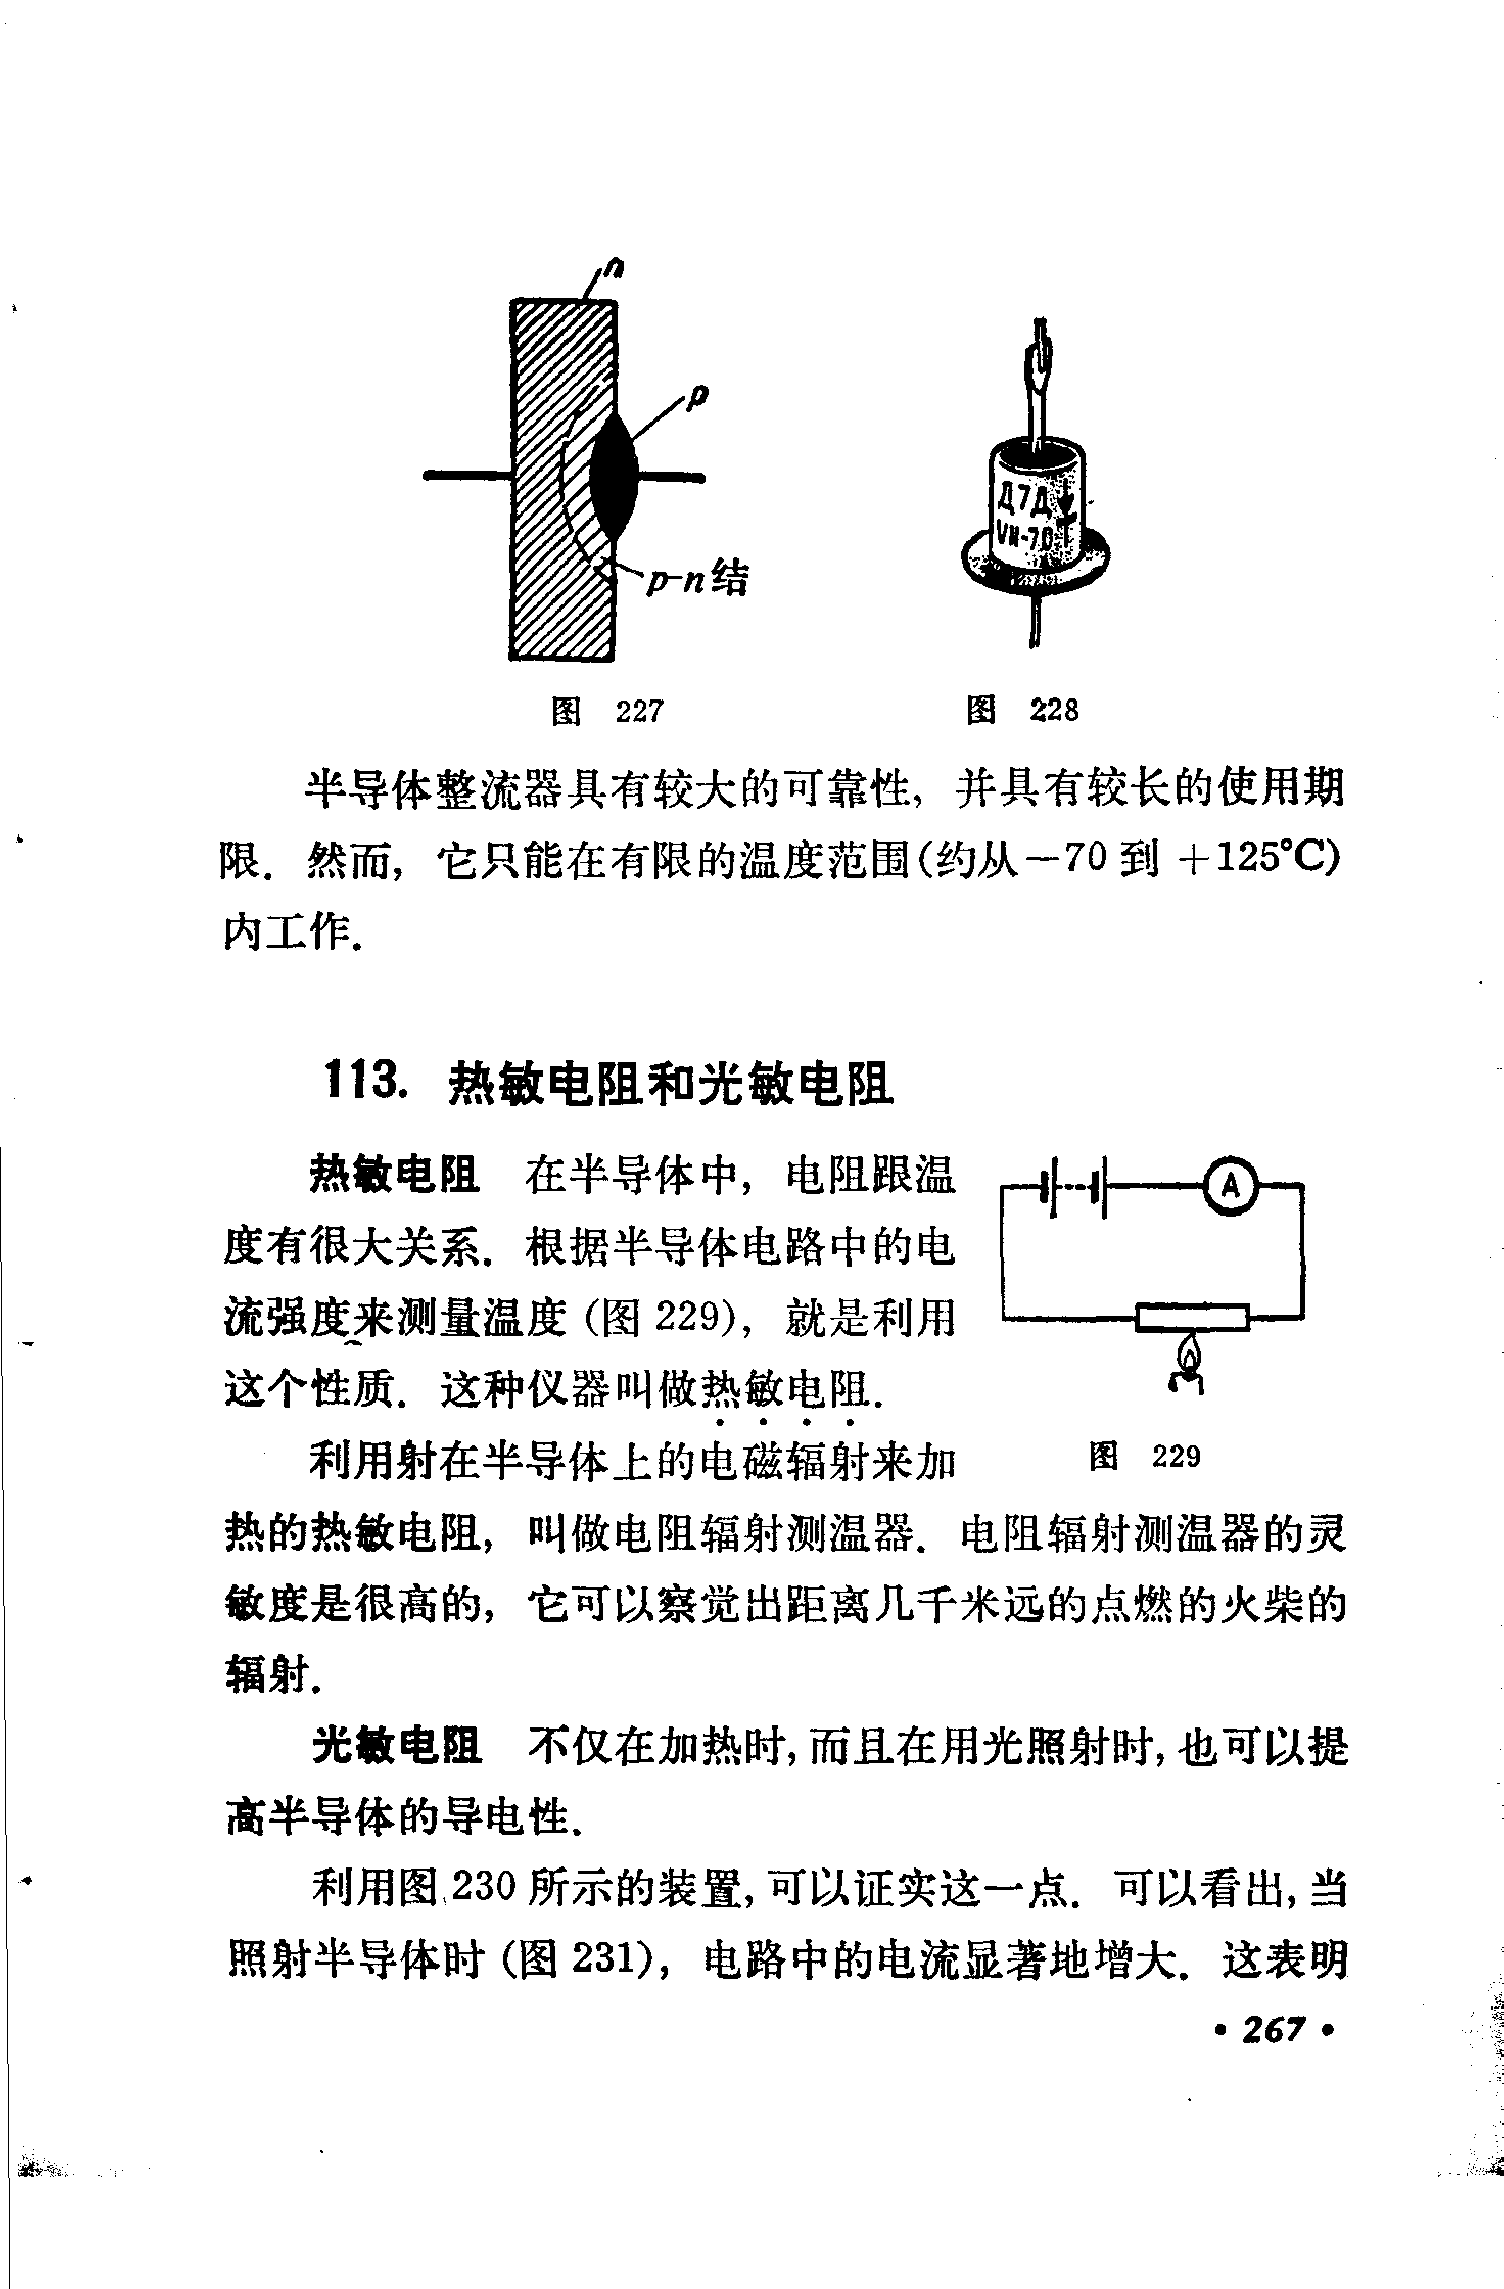 n
p
p-n结
Д7Д
VII-70
图 227
图 228
半导体整流器具有较大的可靠性, 并具有较长的使用期
限. 然而, 它只能在有限的温度范围(约从-70 到 +125°C)
内工作.
113. 热敏电阻和光敏电阻
热敏电阻 在半导体中, 电阻跟温
度有很大关系. 根据半导体电路中的电
流强度来测量温度 (图 229), 就是利用
这个性质. 这种仪器叫做热敏电阻.
A
图 229
利用射在半导体上的电磁辐射来加
热的热敏电阻, 叫做电阻辐射测温器. 电阻辐射测温器的灵
敏度是很高的, 它可以察觉出距离几千米远的点燃的火柴的
辐射.
光敏电阻 不仅在加热时, 而且在用光照射时, 也可以提
高半导体的导电性.
利用图 230 所示的装置, 可以证实这一点. 可以看出, 当
照射半导体时 (图 231), 电路中的电流显著地增大. 这表明
• 267 •